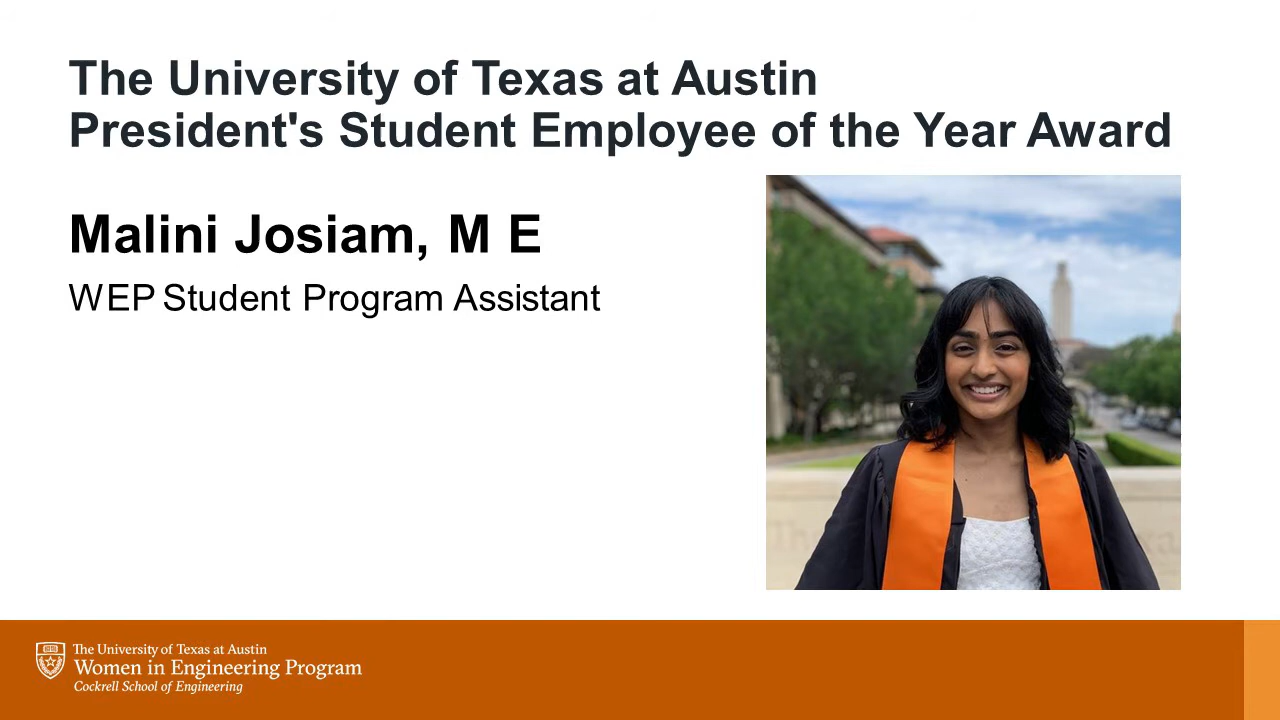 The University of Texas at Austin
President's Student Employee of the Year Award
Malini Josiam, M E
WEP Student Program Assistant
The University of Texas at Austin
Women in Engineering Program
Cockrell School of Engineering